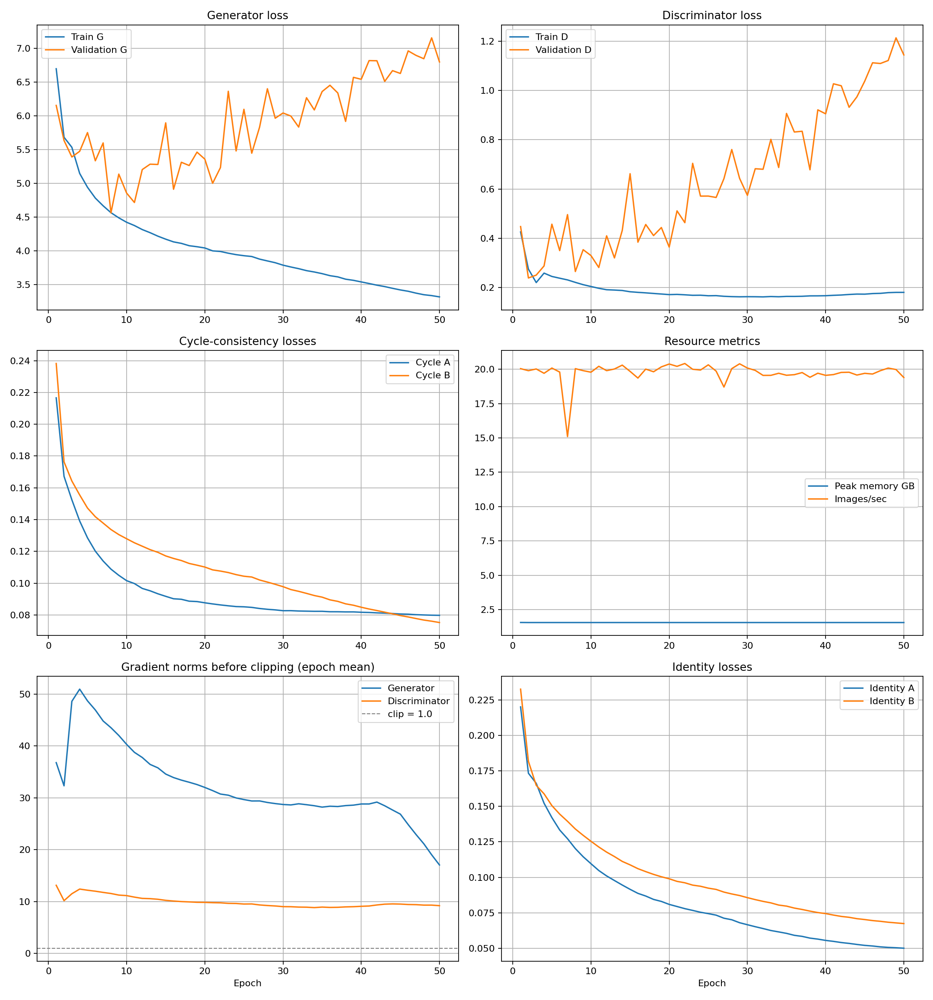 Generator loss
Train G
Validation G
7.0
6.5
6.0
5.5
5.0
4.5
4.0
3.5
0 10 20 30 40 50
Discriminator loss
Train D
Validation D
1.2
1.0
0.8
0.6
0.4
0.2
0 10 20 30 40 50
Cycle-consistency losses
Cycle A
Cycle B
0.24
0.22
0.20
0.18
0.16
0.14
0.12
0.10
0.08
0 10 20 30 40 50
Resource metrics
20.0
17.5
15.0
12.5
Peak memory GB
Images/sec
10.0
7.5
5.0
2.5
0 10 20 30 40 50
Gradient norms before clipping (epoch mean)
Generator
Discriminator
clip = 1.0
50
40
30
20
10
0
0 10 20 30 40 50
Epoch
Identity losses
Identity A
Identity B
0.225
0.200
0.175
0.150
0.125
0.100
0.075
0.050
0 10 20 30 40 50
Epoch